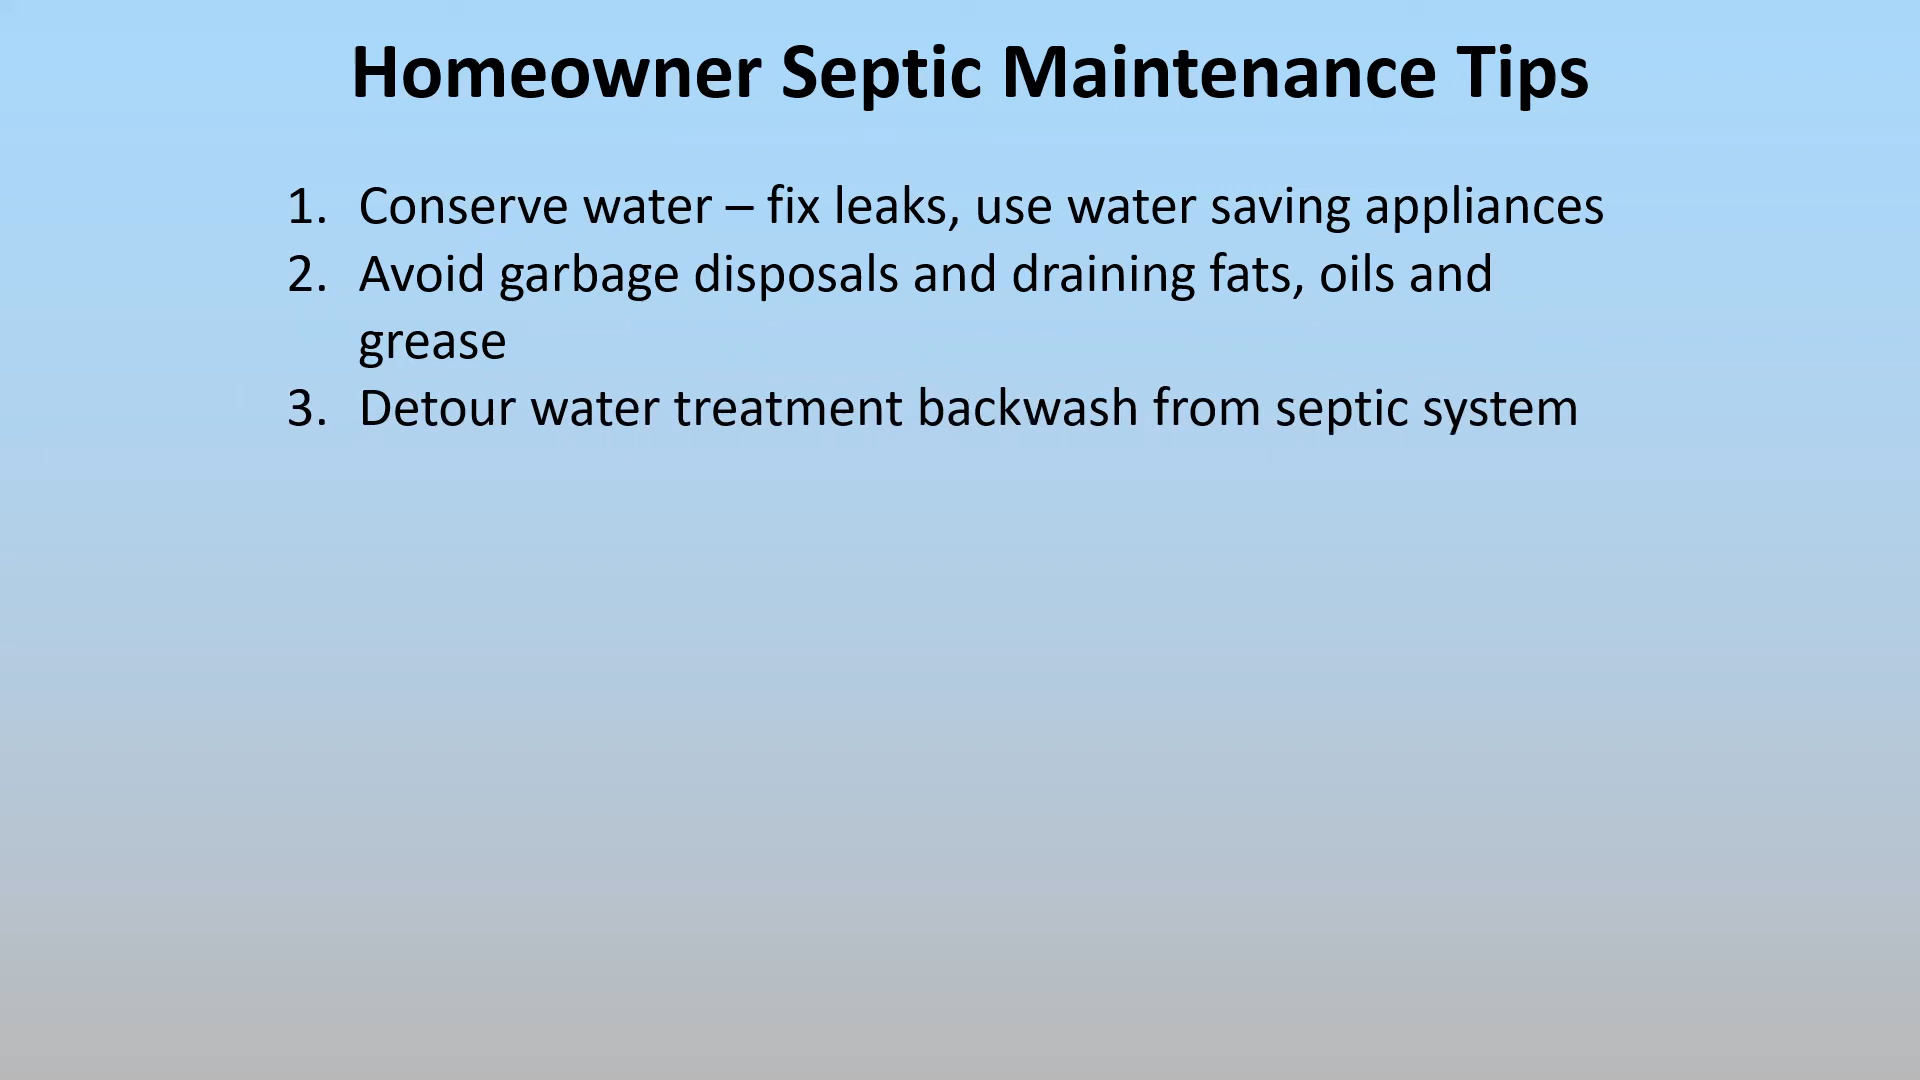 Homeowner Septic Maintenance Tips
1. Conserve water – fix leaks, use water saving appliances
2. Avoid garbage disposals and draining fats, oils and
grease
3. Detour water treatment backwash from septic system